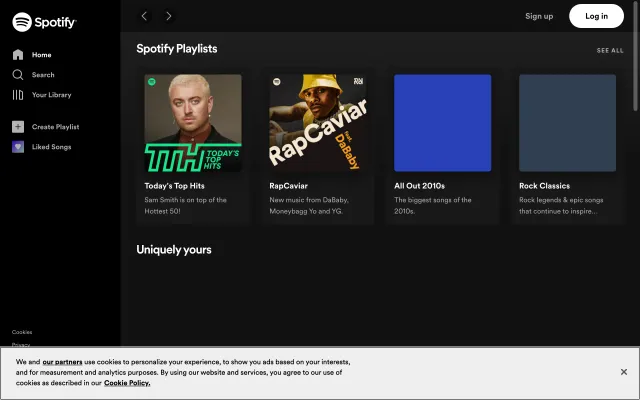 Spotify
Sign up
Log in
Home
Search
Your Library
Create Playlist
Liked Songs
Cookies
Privacy
Spotify Playlists
SEE ALL
TTH TODAY'S
TOP
HITS
Today's Top Hits
Sam Smith is on top of the
Hottest 50!
RapCaviar
feat.
DaBaby
RapCaviar
New music from DaBaby,
Moneybagg Yo and YG.
All Out 2010s
The biggest songs of the
2010s.
Rock Classics
Rock legends & epic songs
that continue to inspire...
Uniquely yours
We and our partners use cookies to personalize your experience, to show you ads based on your interests,
and for measurement and analytics purposes. By using our website and services, you agree to our use of
cookies as described in our Cookie Policy.